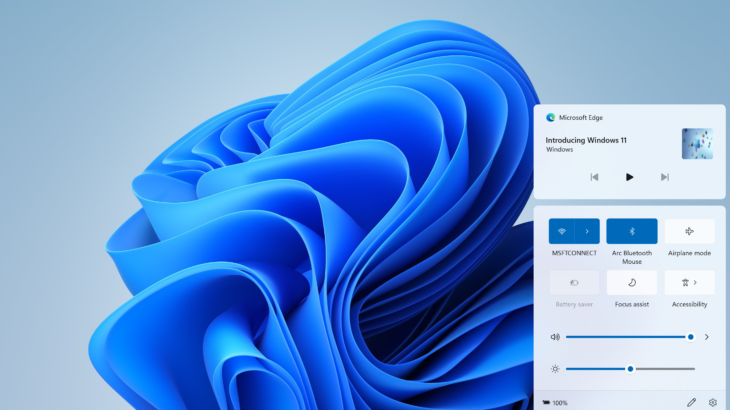 Microsoft Edge
Introducing Windows 11
Windows
MSFTCONNECT
Arc Bluetooth
Mouse
Airplane mode
Battery saver
Focus assist
Accessibility
100%